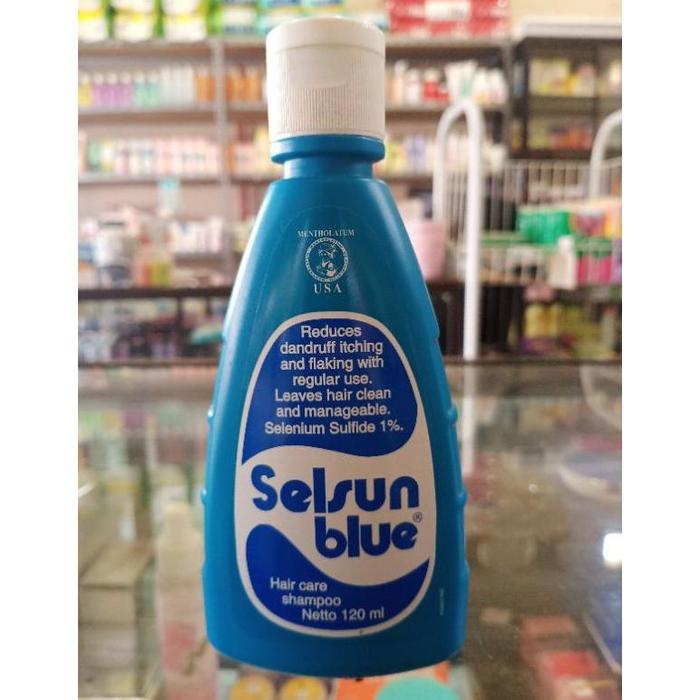 MENTHOLATUM
USA
Reduces
dandruff itching
and flaking with
regular use.
Leaves hair clean
and manageable.
Selenium Sulfide 1%.
Selsun
blue®
Hair care
shampoo
Netto 120 ml